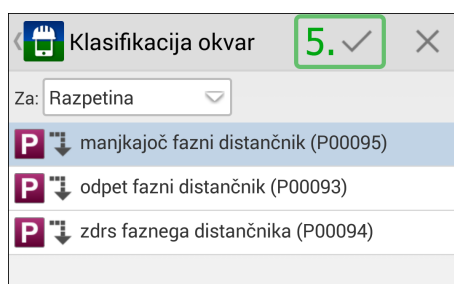 Klasifikacija okvar 5.
Za: Razpetina
P manjkajoč fazni distančnik (P00095)
P odpet fazni distančnik (P00093)
P zdrs faznega distančnika (P00094)